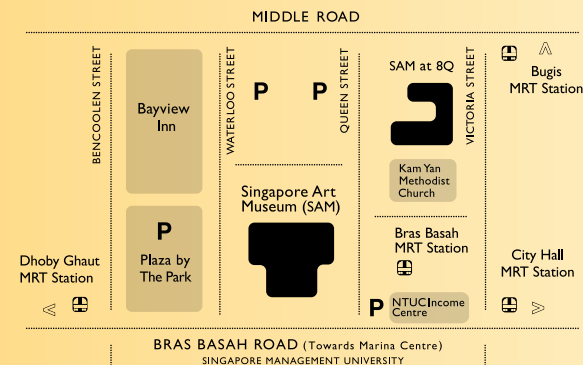 MIDDLE ROAD
BENCOOLEN STREET
Bayview
Inn
WATERLOO STREET
P
P
QUEEN STREET
SAM at 8Q
VICTORIA STREET
Bugis
MRT Station
Kam Yan
Methodist
Church
Singapore Art
Museum (SAM)
Dhoby Ghaut
MRT Station
P
Plaza by
The Park
Bras Basah
MRT Station
City Hall
MRT Station
P
NTUC Income
Centre
BRAS BASAH ROAD (Towards Marina Centre)
SINGAPORE MANAGEMENT UNIVERSITY